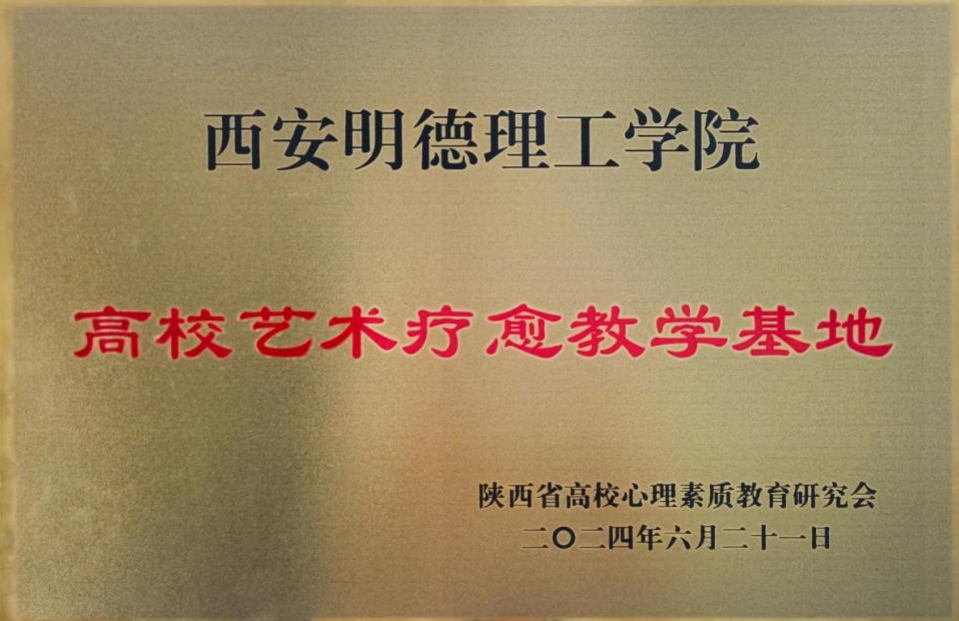 西安明德理工学院
高校艺术疗愈教学基地
陕西省高校心理素质教育研究会
二〇二四年六月二十一日